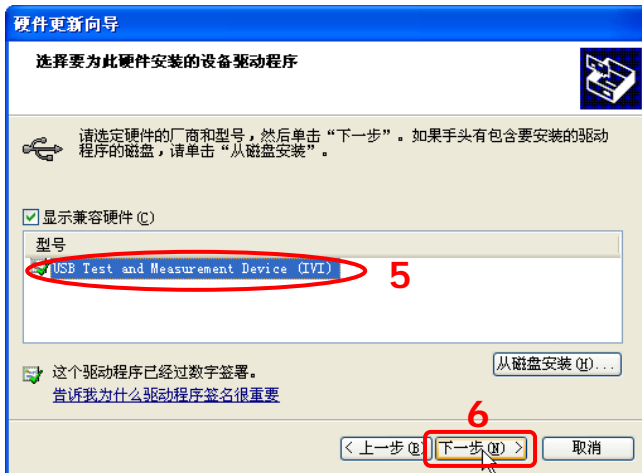 硬件更新向导
选择要为此硬件安装的设备驱动程序
请选定硬件的厂商和型号，然后单击“下一步”。如果手头有包含要安装的驱动
程序的磁盘，请单击“从磁盘安装”。
显示兼容硬件(C)
型号
USB Test and Measurement Device (IVI)
5
这个驱动程序已经过数字签署。
从磁盘安装(H)...
告诉我为什么驱动程序签名很重要
6
< 上一步(B) 下一步(N) > 取消